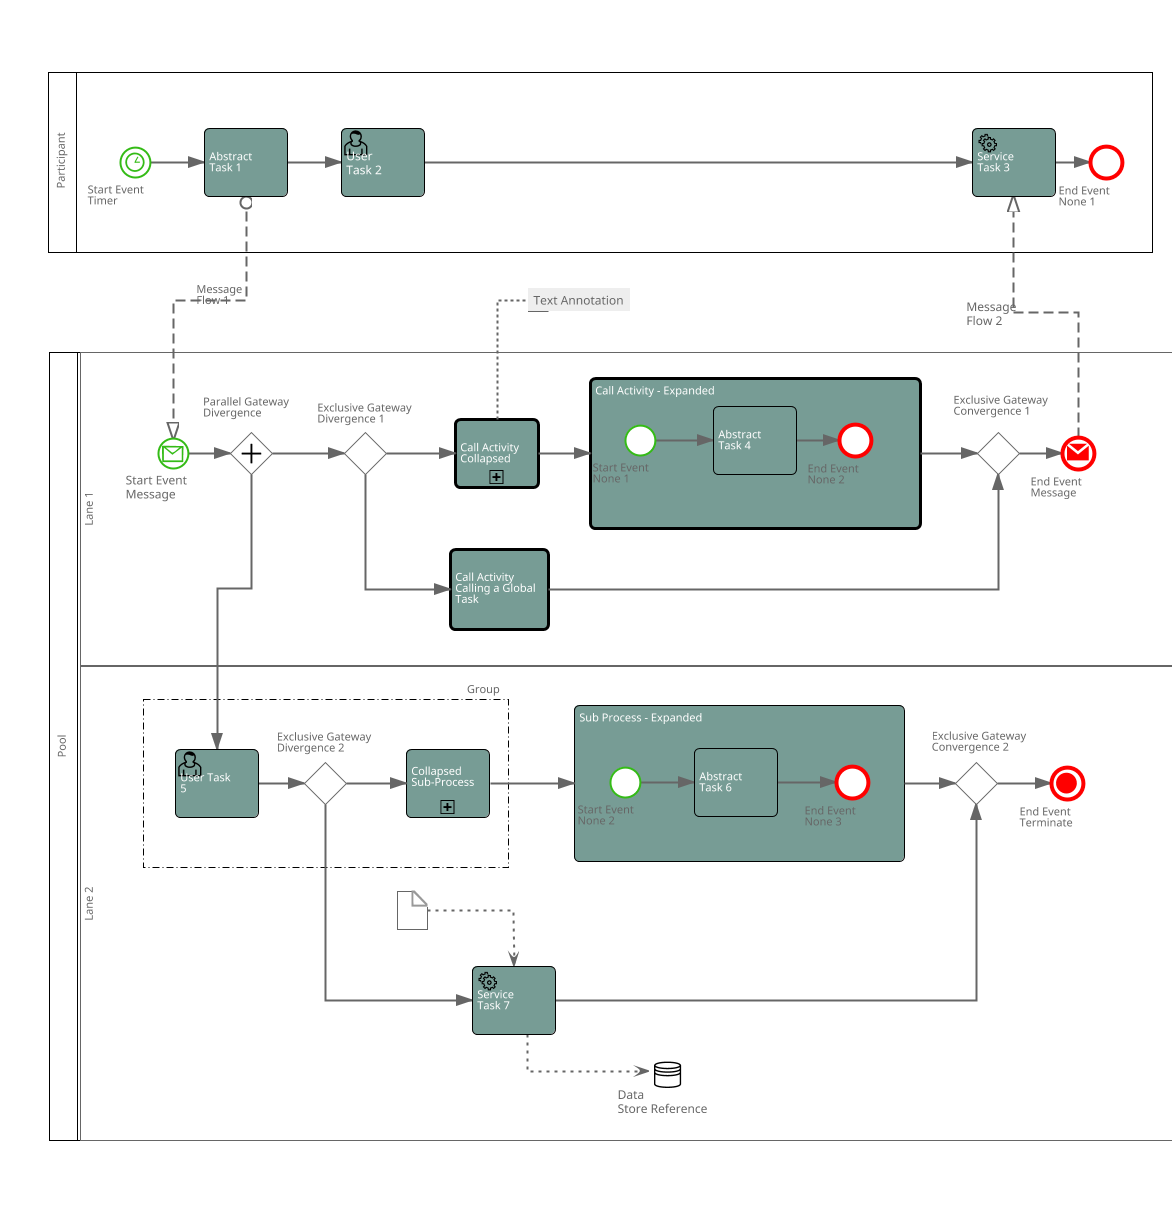 Participant
Abstract
Task 1
User
Task 2
Service
Task 3
Start Event
Timer
End Event
None 1
Message
Flow 1
Text Annotation
Message
Flow 2
Pool
Lane 1
Call Activity - Expanded
Parallel Gateway
Divergence
Exclusive Gateway
Divergence 1
Exclusive Gateway
Convergence 1
Call Activity
Collapsed
Abstract
Task 4
Start Event
None 1
End Event
None 2
Start Event
Message
End Event
Message
Call Activity
Calling a Global
Task
Lane 2
Group
Sub Process - Expanded
Exclusive Gateway
Divergence 2
Exclusive Gateway
Convergence 2
User Task
5
Collapsed
Sub-Process
Abstract
Task 6
Start Event
None 2
End Event
None 3
End Event
Terminate
Service
Task 7
Data
Store Reference